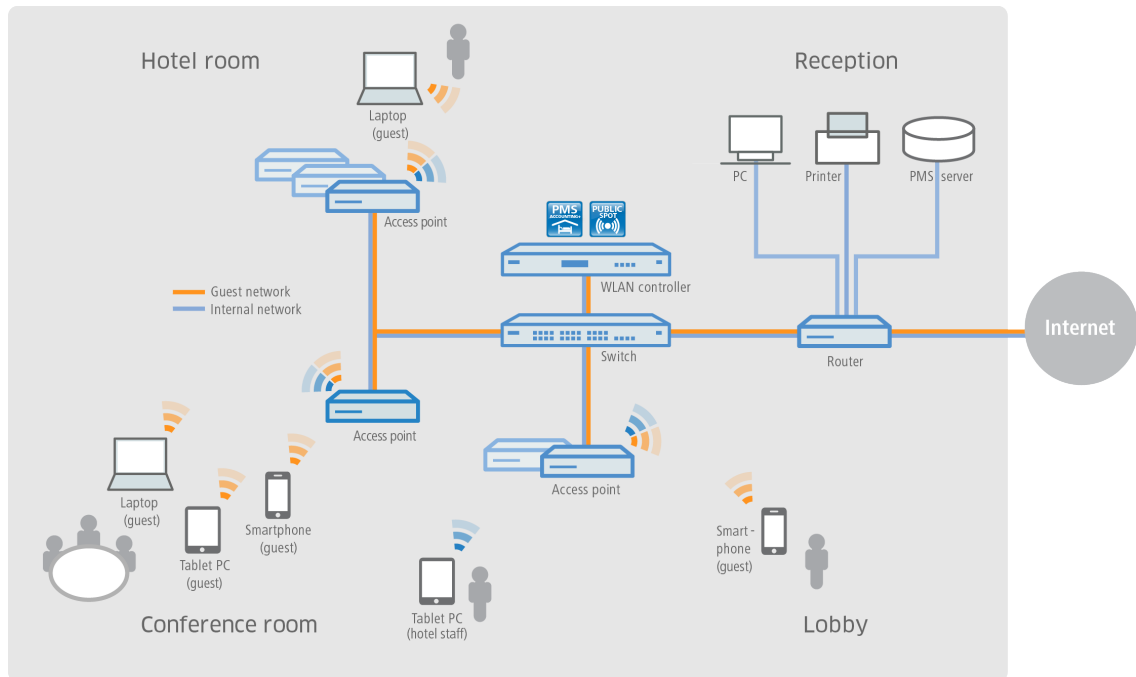 Hotel room
Reception
Laptop
(guest)
PC
Printer
PMS server
Access point
PMS
ACCOUNTING+
PUBLIC
SPOT
WLAN controller
Guest network
Internal network
Internet
Switch
Router
Access point
Access point
Laptop
(guest)
Tablet PC
(guest)
Smartphone
(guest)
Smart -
phone
(guest)
Tablet PC
(hotel staff)
Conference room
Lobby